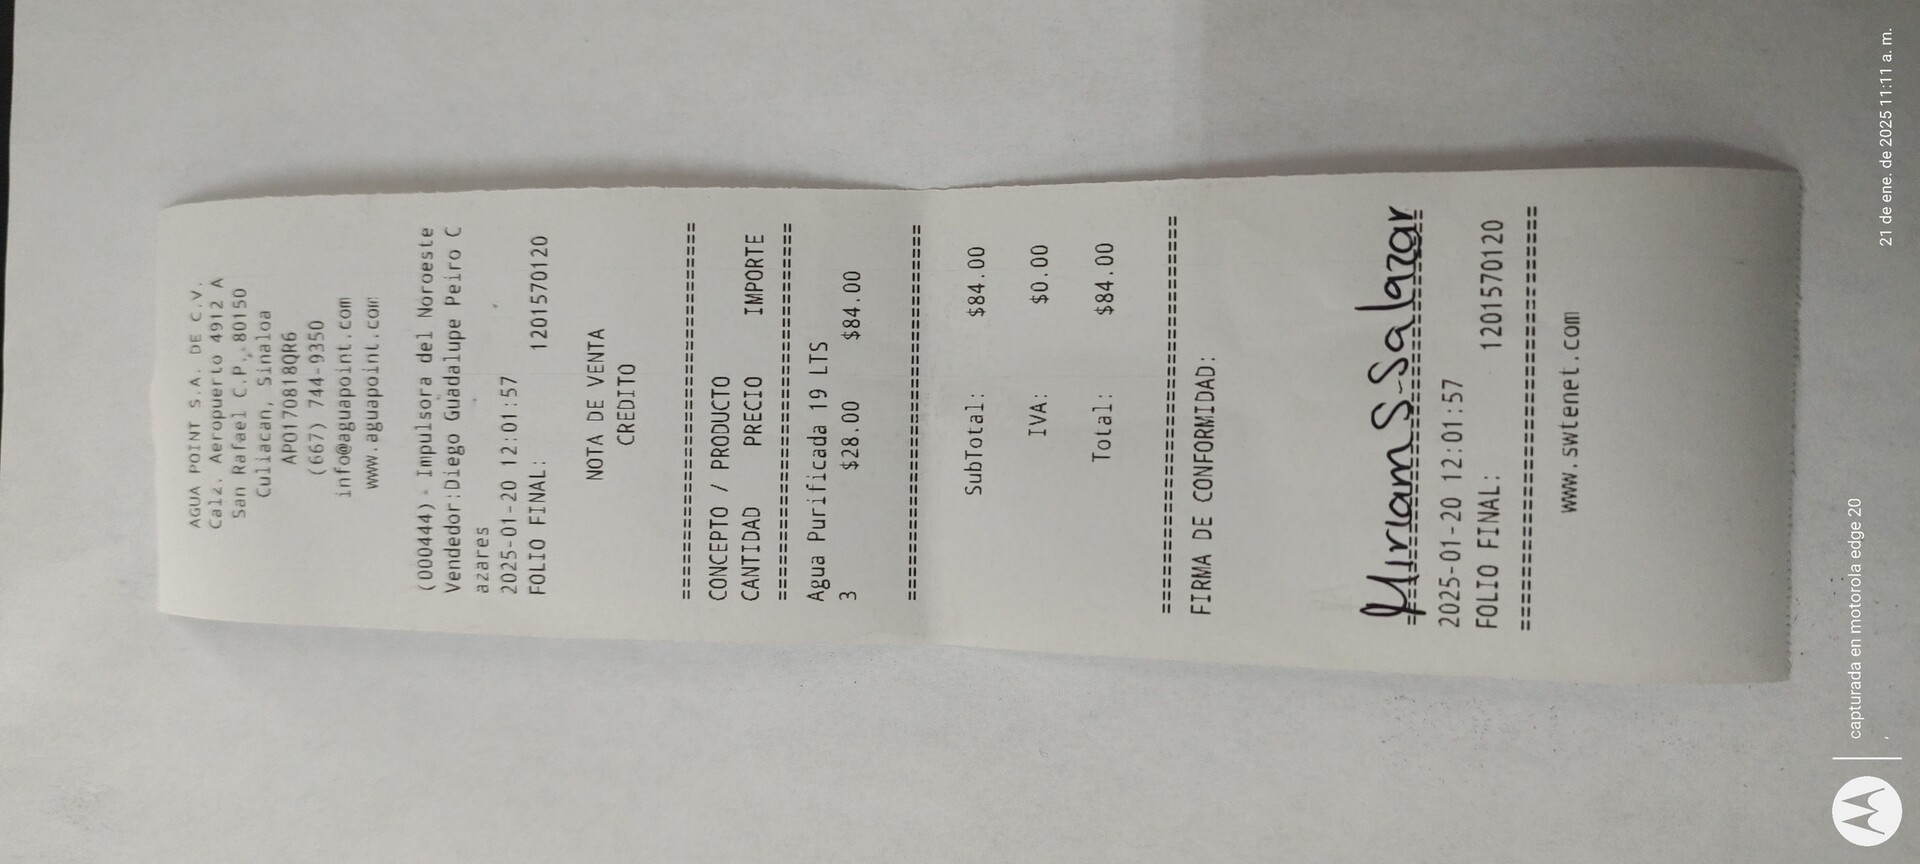 AGUA POINT S.A. DE C.V.
Calz. Aeropuerto 4912 A
San Rafael C.P. 80150
Culiacan, Sinaloa
APO170818QR6
(667) 744-9350
info@aguapoint.com
www.aguapoint.com
(000444) - Impulsora del Noroeste
Vendedor:Diego Guadalupe Peiro C
azares
2025-01-20 12:01:57
FOLIO FINAL: 1201570120
NOTA DE VENTA
CREDITO
================================
CONCEPTO / PRODUCTO
CANTIDAD PRECIO IMPORTE
================================
Agua Purificada 19 LTS
3 $28.00 $84.00
================================
SubTotal: $84.00
IVA: $0.00
Total: $84.00
================================
FIRMA DE CONFORMIDAD:
Miriam S. Salazar
================================
2025-01-20 12:01:57
FOLIO FINAL: 1201570120
================================
www.swtenet.com
capturada en motorola edge 20
21 de ene. de 2025 11:11 a. m.